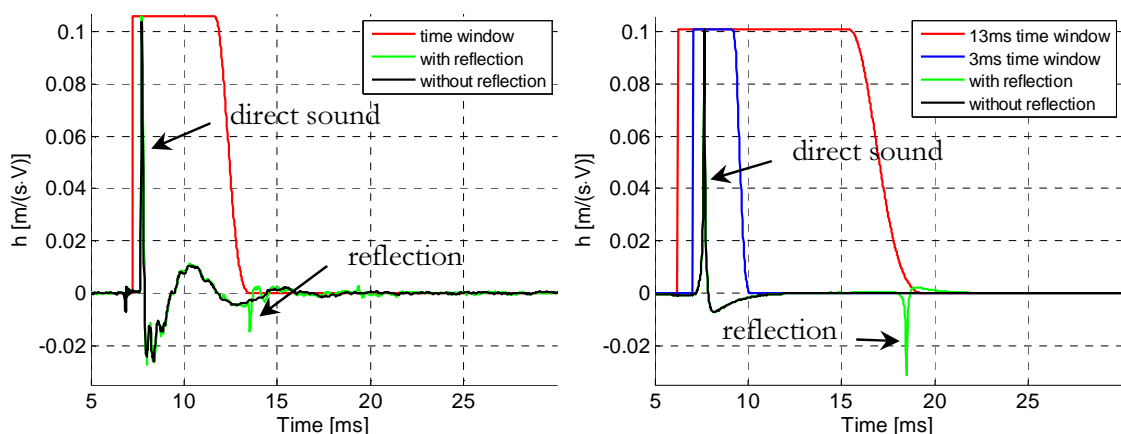 0.1
0.08
0.06
0.04
0.02
0
-0.02
h [m/(s·V)]
time window
with reflection
without reflection
direct sound
reflection
5 10 15 20 25
Time [ms]
0.1
0.08
0.06
0.04
0.02
0
-0.02
h [m/(s·V)]
13ms time window
3ms time window
with reflection
without reflection
direct sound
reflection
5 10 15 20 25
Time [ms]